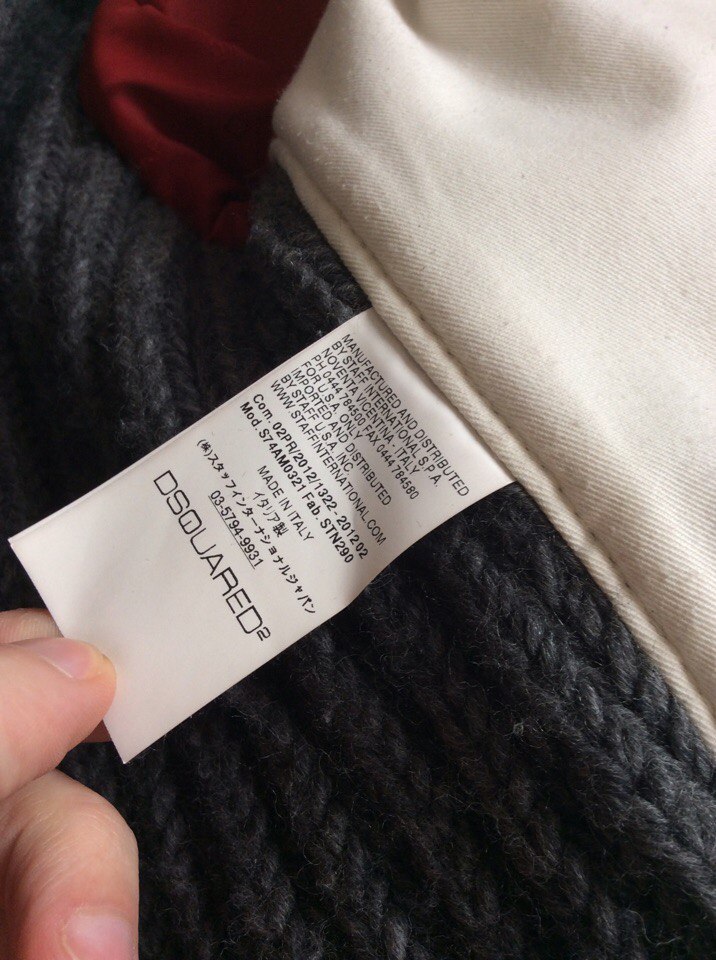 MANUFACTURED AND DISTRIBUTED
BY STAFF INTERNATIONAL S.P.A.
NOVENTA VICENTINA - ITALY
PH 0444 784500 FAX 0444 784580
FOR U.S.A. ONLY
IMPORTED AND DISTRIBUTED
BY STAFF U.S.A. INC
WWW.STAFFINTERNATIONAL.COM
Com. 02PR/2012/1322- 2012 02
Mod. S74AM0321 Fab. STN290
MADE IN ITALY
イタリア製
(株)スタッフインターナショナルジャパン
03-5794-9931
DSQUARED2